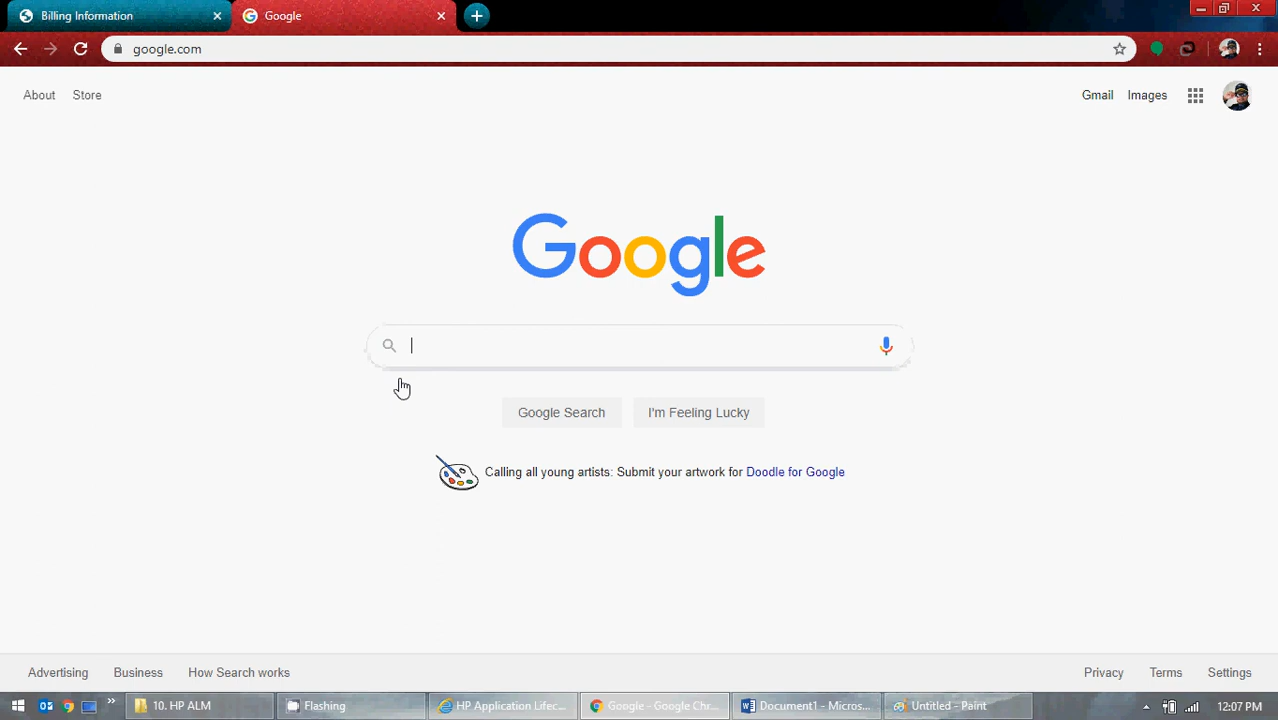 Billing Information
Google
google.com
About Store
Gmail Images
Google
Google Search I'm Feeling Lucky
Calling all young artists: Submit your artwork for Doodle for Google
Advertising Business How Search works
Privacy Terms Settings
10. HP ALM Flashing HP Application Lifec... Google - Google Chr... Document1 - Micros... Untitled - Paint 12:07 PM